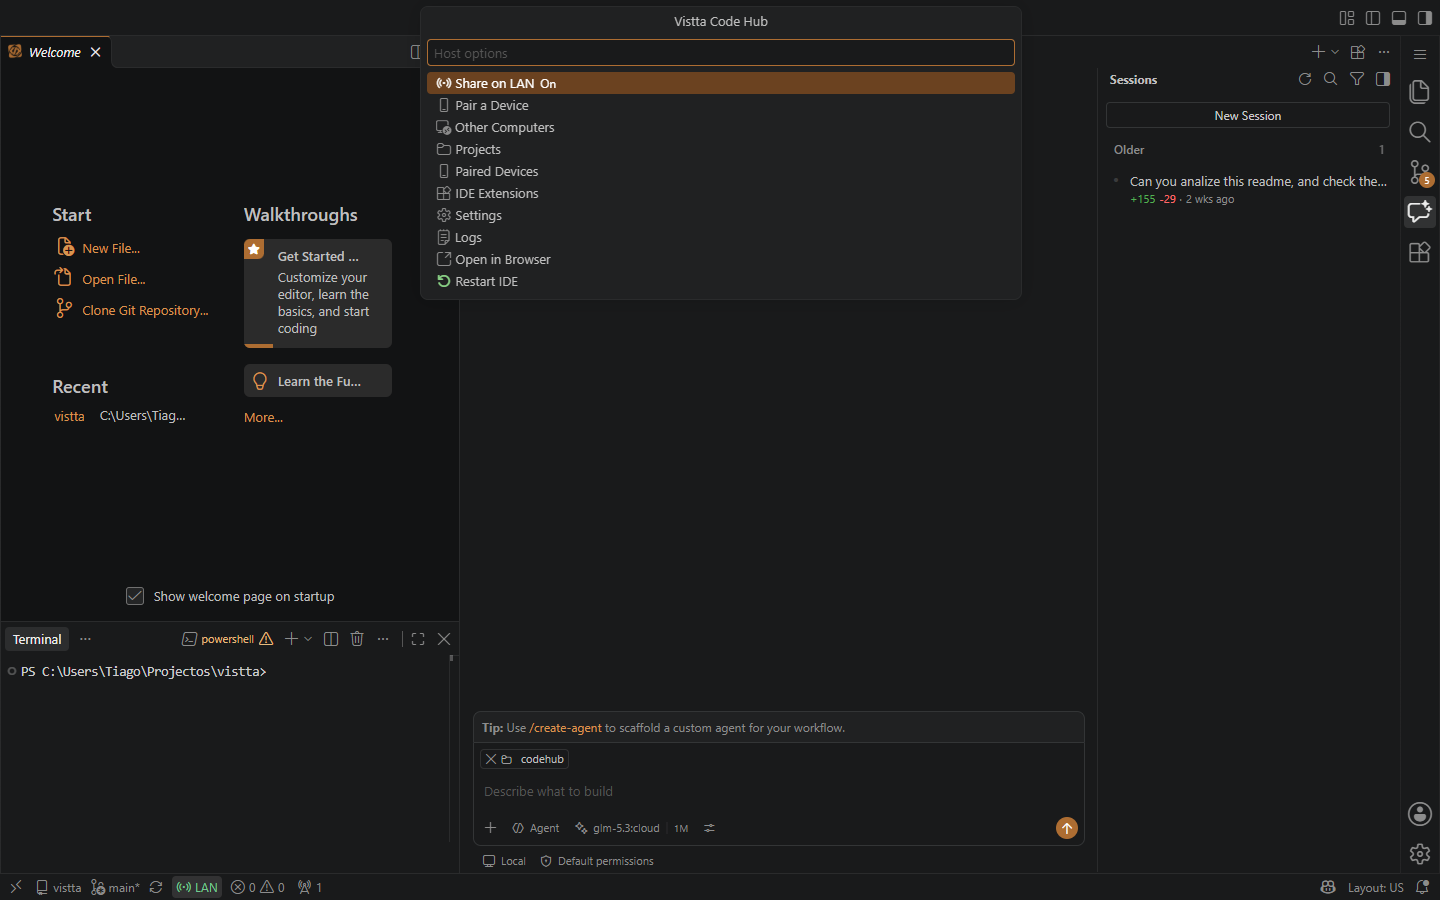 Vistta Code Hub
Host options
Share on LAN On
Pair a Device
Other Computers
Projects
Paired Devices
IDE Extensions
Settings
Logs
Open in Browser
Restart IDE
Welcome
Start
New File...
Open File...
Clone Git Repository...
Recent
vistta C:\Users\Tiag...
Walkthroughs
Get Started ...
Customize your
editor, learn the
basics, and start
coding
Learn the Fu...
More...
Show welcome page on startup
Terminal
powershell
PS C:\Users\Tiago\Projectos\vistta>
Tip: Use /create-agent to scaffold a custom agent for your workflow.
codehub
Describe what to build
Agent glm-5.3:cloud 1M
Local Default permissions
Sessions
New Session
Older 1
Can you analize this readme, and check the...
+155 -29 · 2 wks ago
5
vistta main* LAN 0 0 1
Layout: US